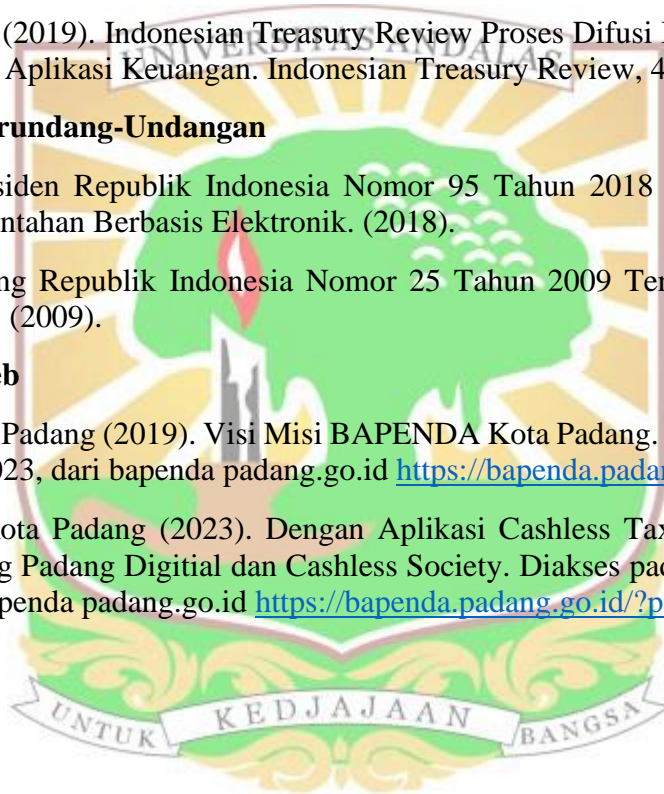 (2019). Indonesian Treasury Review Proses Difusi
UNIVERSITAS ANDALAS
Aplikasi Keuangan. Indonesian Treasury Review, 4
rundang-Undangan
siden Republik Indonesia Nomor 95 Tahun 2018
ntahan Berbasis Elektronik. (2018).
ng Republik Indonesia Nomor 25 Tahun 2009 Ten
(2009).
eb
Padang (2019). Visi Misi BAPENDA Kota Padang.
023, dari bapenda padang.go.id https://bapenda.padan
ota Padang (2023). Dengan Aplikasi Cashless Tax
g Padang Digitial dan Cashless Society. Diakses pad
penda padang.go.id https://bapenda.padang.go.id/?p
UNTUK KEDJAJAAN BANGSA